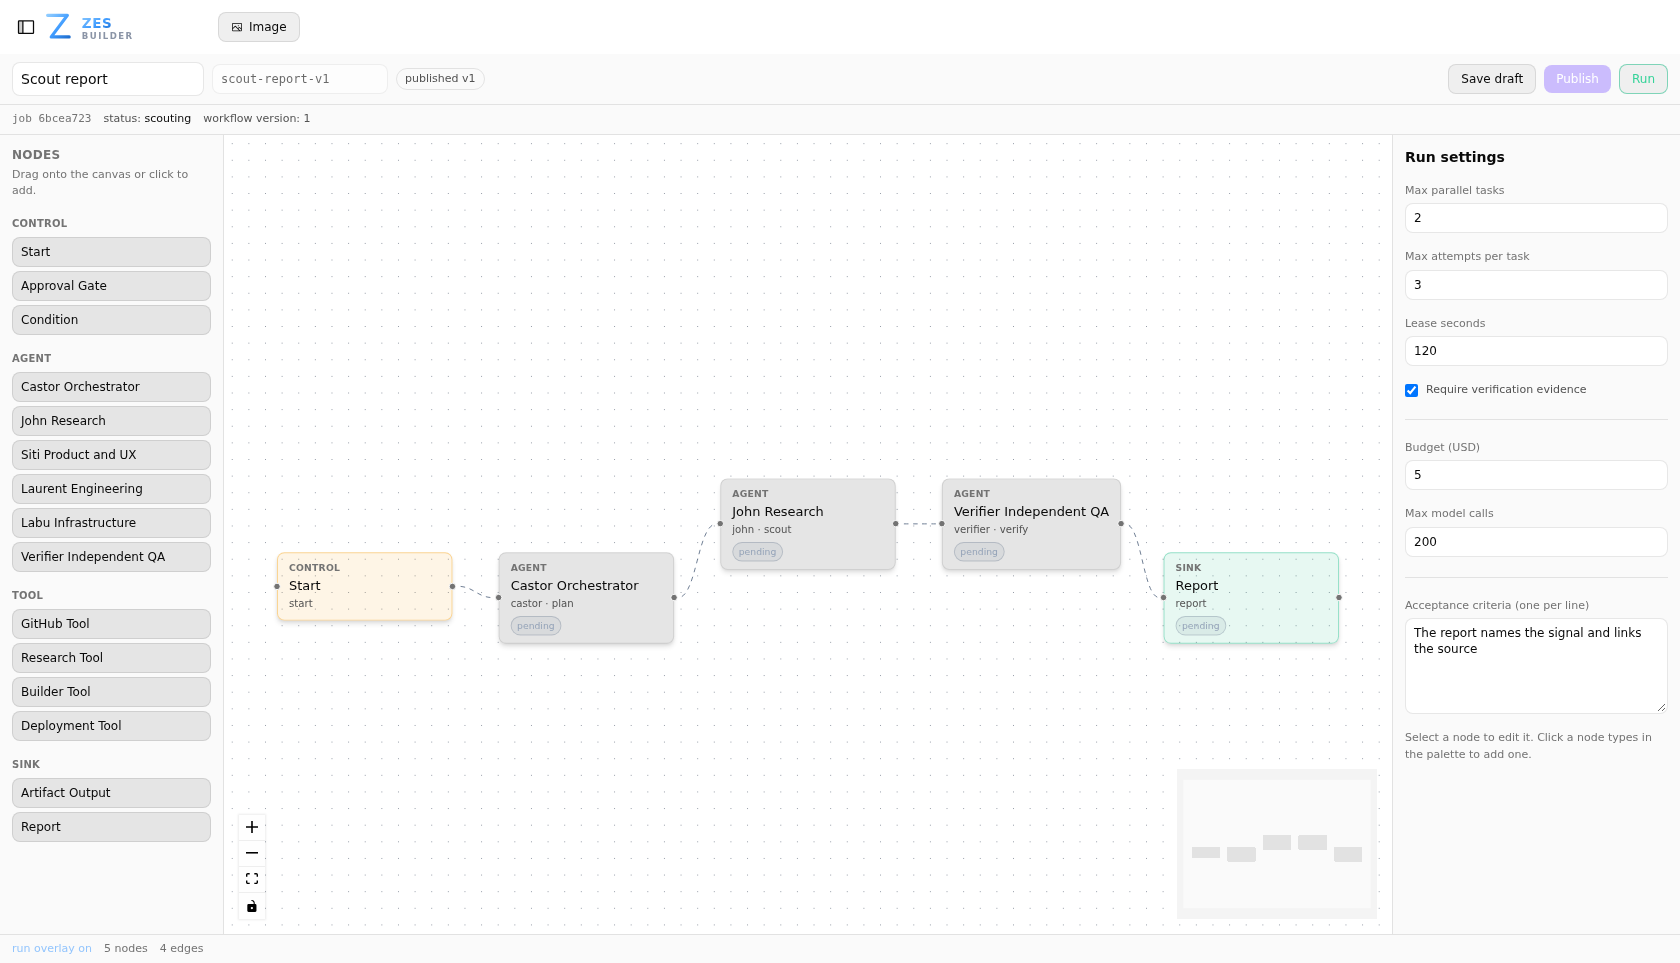 ZES
BUILDER
Image
Scout report
scout-report-v1
published v1
Save draft
Publish
Run
job 6bcea723
status: scouting
workflow version: 1
NODES
Drag onto the canvas or click to
add.
CONTROL
Start
Approval Gate
Condition
AGENT
Castor Orchestrator
John Research
Siti Product and UX
Laurent Engineering
Labu Infrastructure
Verifier Independent QA
TOOL
GitHub Tool
Research Tool
Builder Tool
Deployment Tool
SINK
Artifact Output
Report
CONTROL
Start
start
AGENT
Castor Orchestrator
castor · plan
pending
AGENT
John Research
john · scout
pending
AGENT
Verifier Independent QA
verifier · verify
pending
SINK
Report
report
pending
Run settings
Max parallel tasks
2
Max attempts per task
3
Lease seconds
120
Require verification evidence
Budget (USD)
5
Max model calls
200
Acceptance criteria (one per line)
The report names the signal and links
the source
Select a node to edit it. Click a node types in
the palette to add one.
run overlay on
5 nodes
4 edges